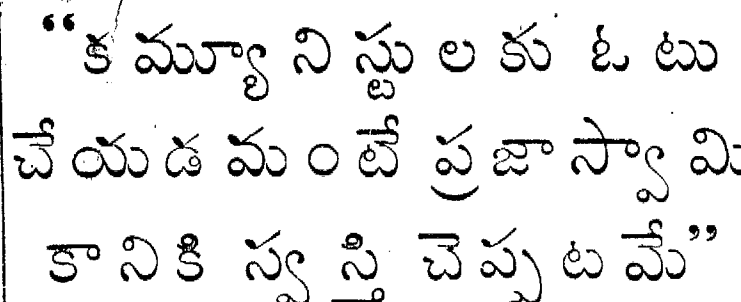 “కమ్యూనిస్టులకు ఓటు
చేయడమంటే ప్రజాస్వామి
కానికి స్వస్తి చెప్పటమే”